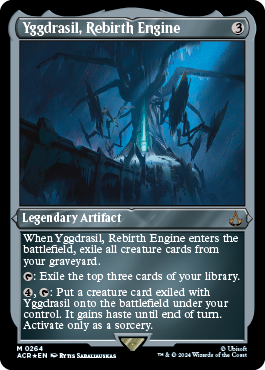 Yggdrasil, Rebirth Engine 3
Legendary Artifact
When Yggdrasil, Rebirth Engine enters the
battlefield, exile all creature cards from
your graveyard.
: Exile the top three cards of your library.
4, : Put a creature card exiled with
Yggdrasil onto the battlefield under your
control. It gains haste until end of turn.
Activate only as a sorcery.
M 0264 © Ubisoft
ACR★EN Rytis Sabaliauskas ™ & © 2024 Wizards of the Coast